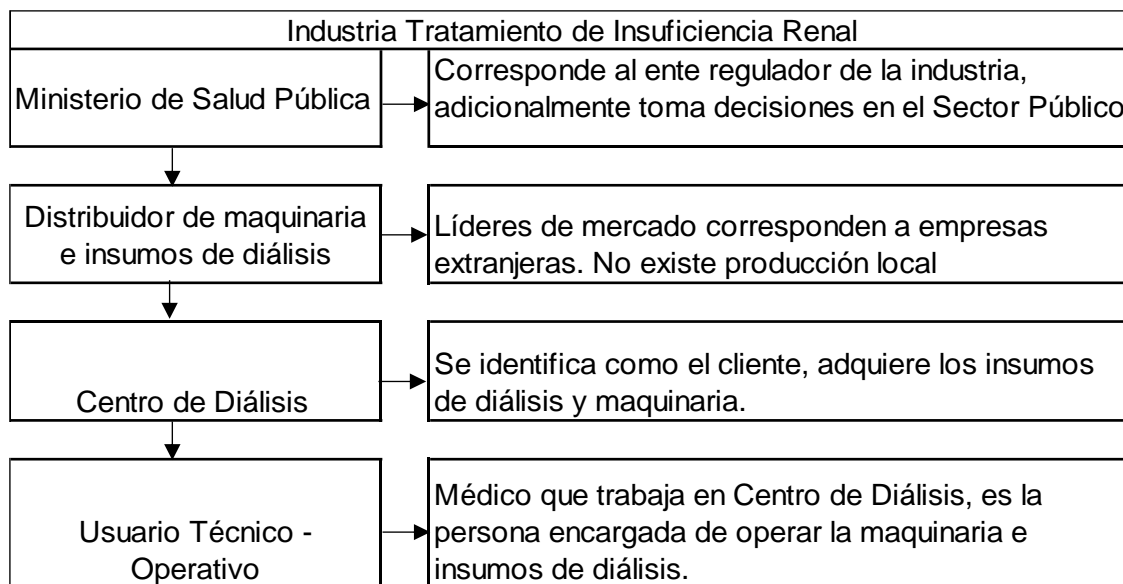 Industria Tratamiento de Insuficiencia Renal
Ministerio de Salud Pública
Corresponde al ente regulador de la industria,
adicionalmente toma decisiones en el Sector Público
Distribuidor de maquinaria
e insumos de diálisis
Líderes de mercado corresponden a empresas
extranjeras. No existe producción local
Centro de Diálisis
Se identifica como el cliente, adquiere los insumos
de diálisis y maquinaria.
Usuario Técnico -
Operativo
Médico que trabaja en Centro de Diálisis, es la
persona encargada de operar la maquinaria e
insumos de diálisis.